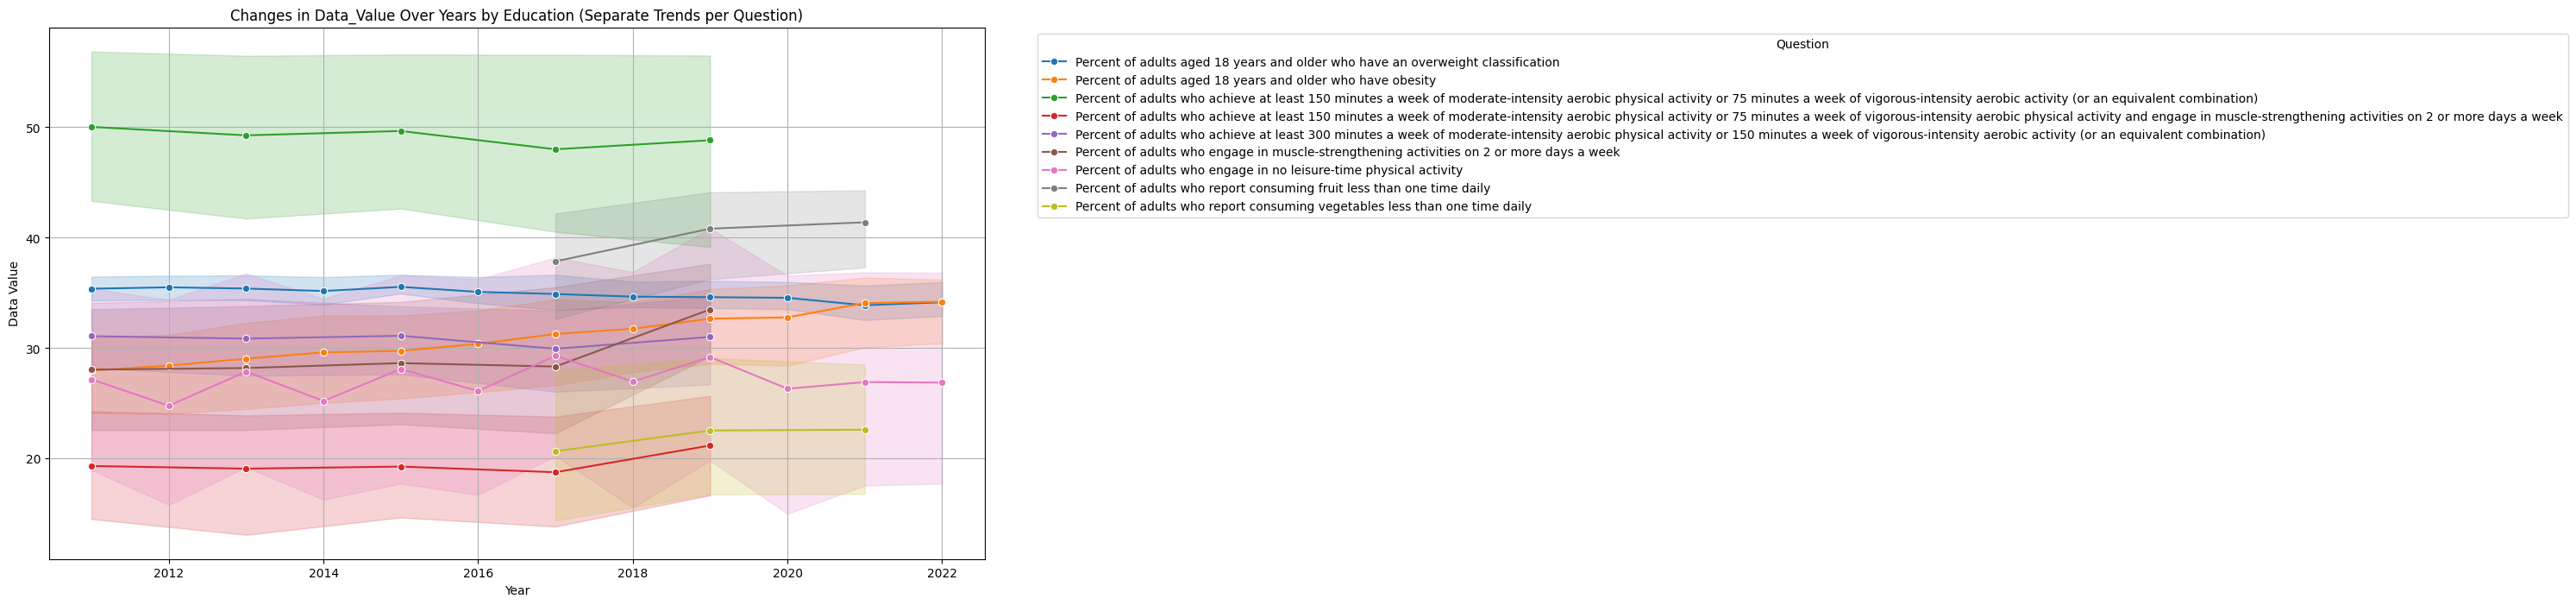 Changes in Data_Value Over Years by Education (Separate Trends per Question)
Data Value
50
40
30
20
2012
2014
2016
2018
2020
2022
Year
Question
Percent of adults aged 18 years and older who have an overweight classification
Percent of adults aged 18 years and older who have obesity
Percent of adults who achieve at least 150 minutes a week of moderate-intensity aerobic physical activity or 75 minutes a week of vigorous-intensity aerobic activity (or an equivalent combination)
Percent of adults who achieve at least 150 minutes a week of moderate-intensity aerobic physical activity or 75 minutes a week of vigorous-intensity aerobic physical activity and engage in muscle-strengthening activities on 2 or more days a week
Percent of adults who achieve at least 300 minutes a week of moderate-intensity aerobic physical activity or 150 minutes a week of vigorous-intensity aerobic activity (or an equivalent combination)
Percent of adults who engage in muscle-strengthening activities on 2 or more days a week
Percent of adults who engage in no leisure-time physical activity
Percent of adults who report consuming fruit less than one time daily
Percent of adults who report consuming vegetables less than one time daily